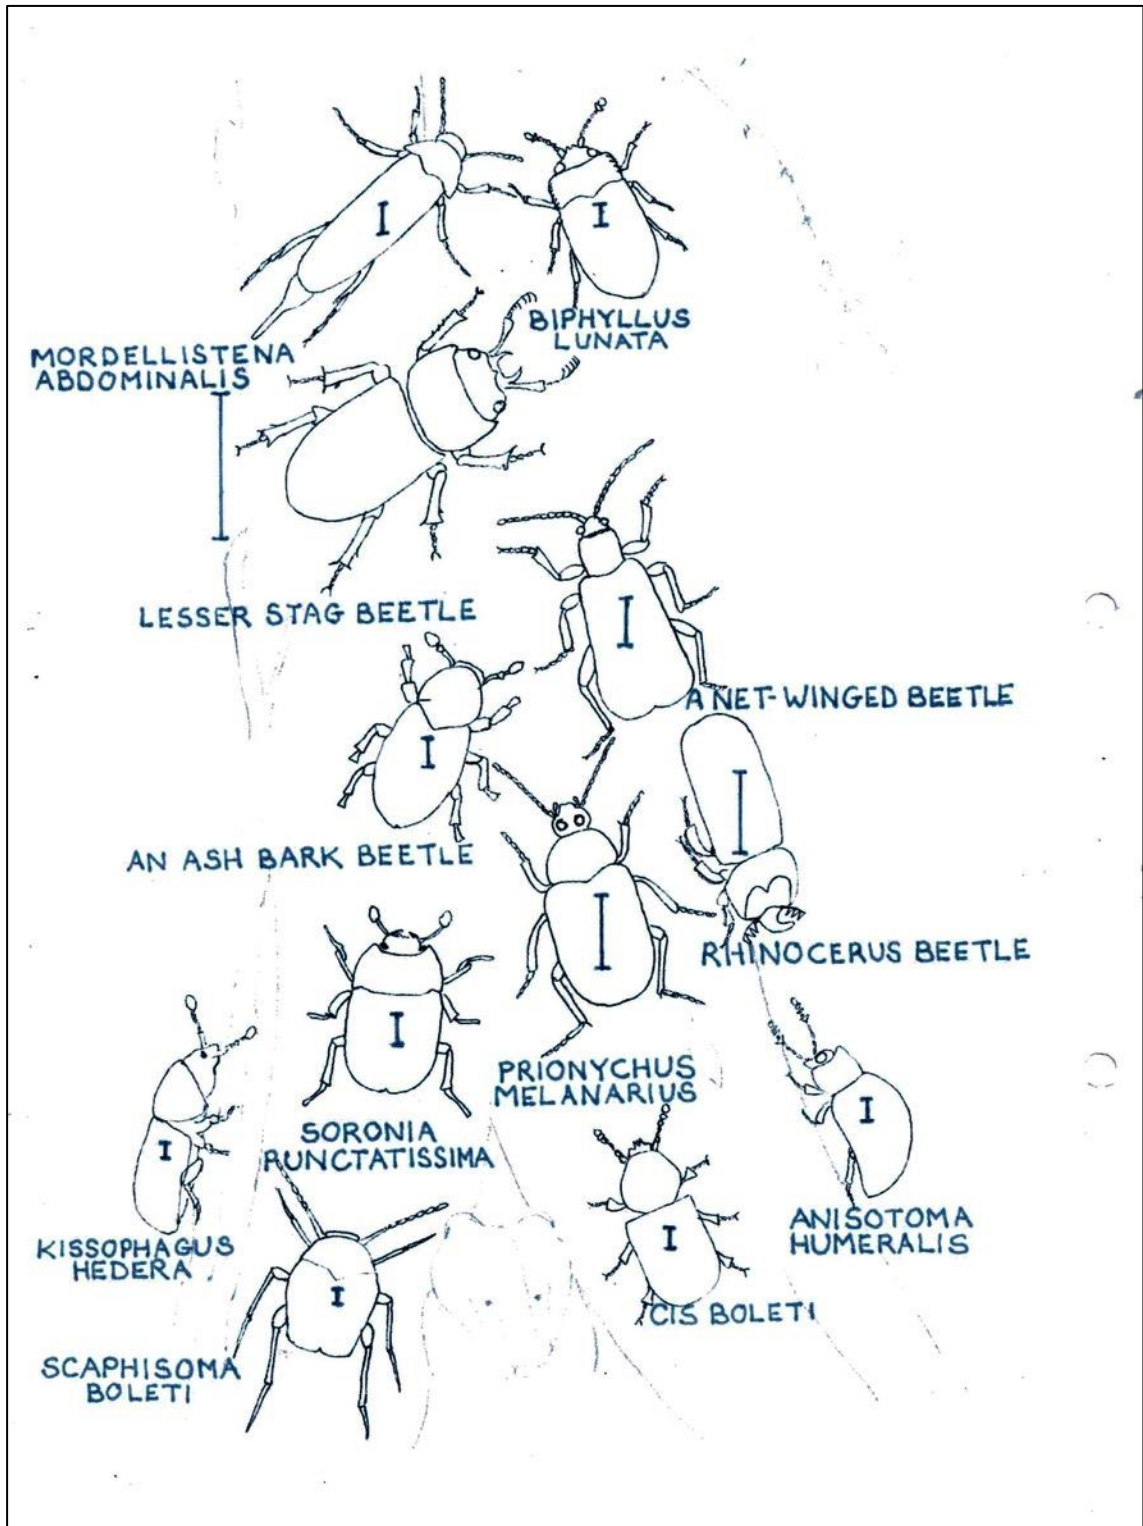 BIPHYLLUS
LUNATA
MORDELLISTENA
ABDOMINALIS
LESSER STAG BEETLE
A NET-WINGED BEETLE
AN ASH BARK BEETLE
RHINOCERUS BEETLE
PRIONYCHUS
MELANARIUS
SORONIA
PUNCTATISSIMA
ANISOTOMA
HUMERALIS
KISSOPHAGUS
HEDERA
CIS BOLETI
SCAPHISOMA
BOLETI